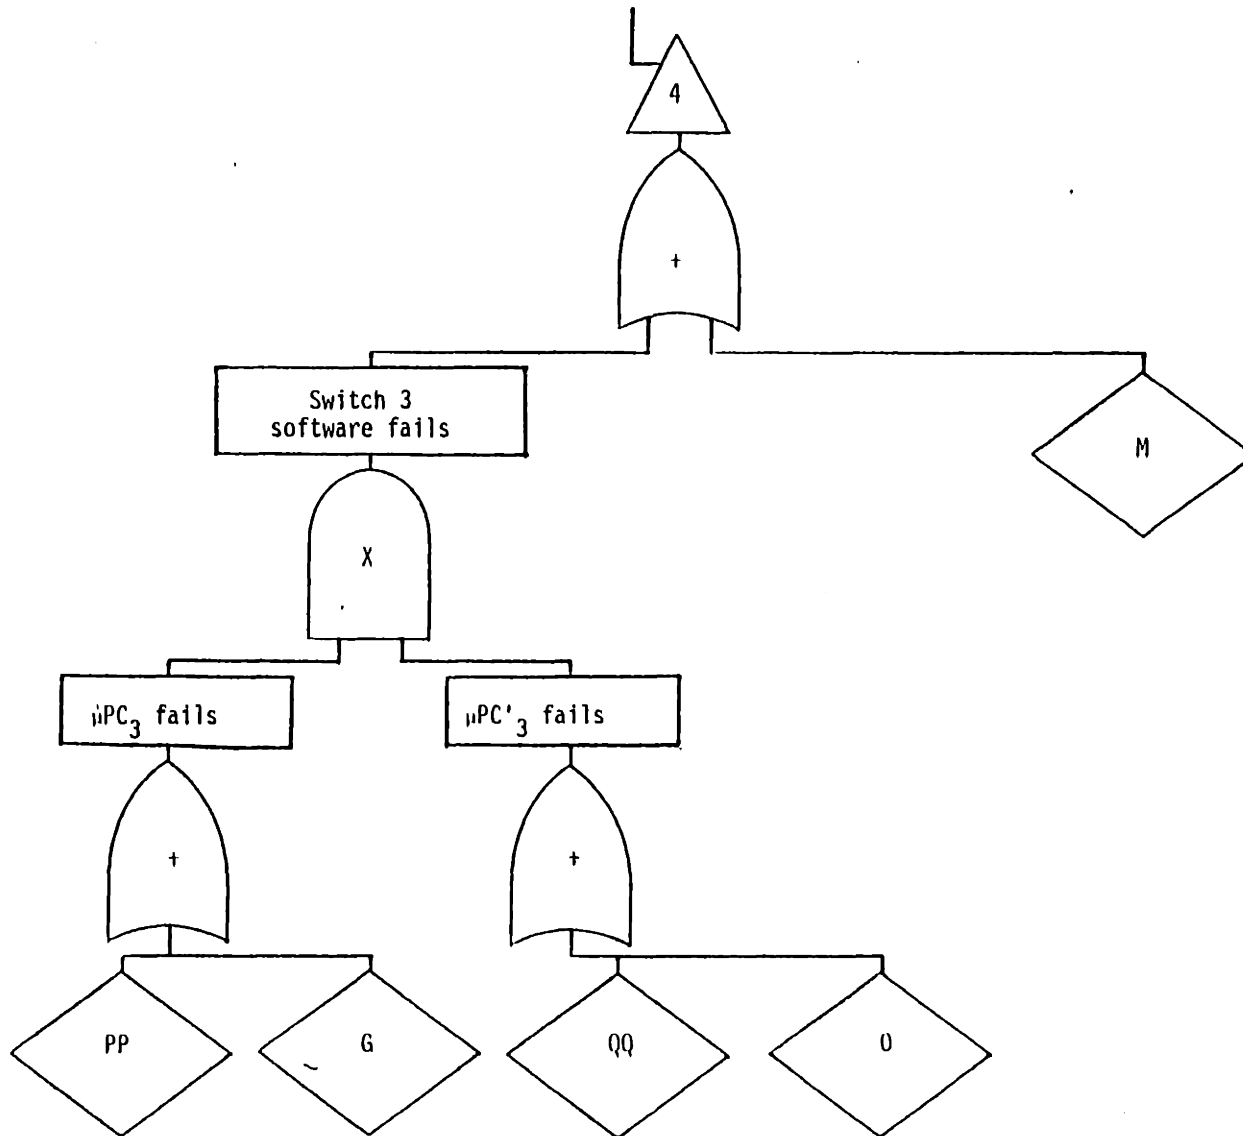 4
+
Switch 3
software fails
M
X
μPC₃ fails
μPC'₃ fails
+
+
PP
G
QQ
O